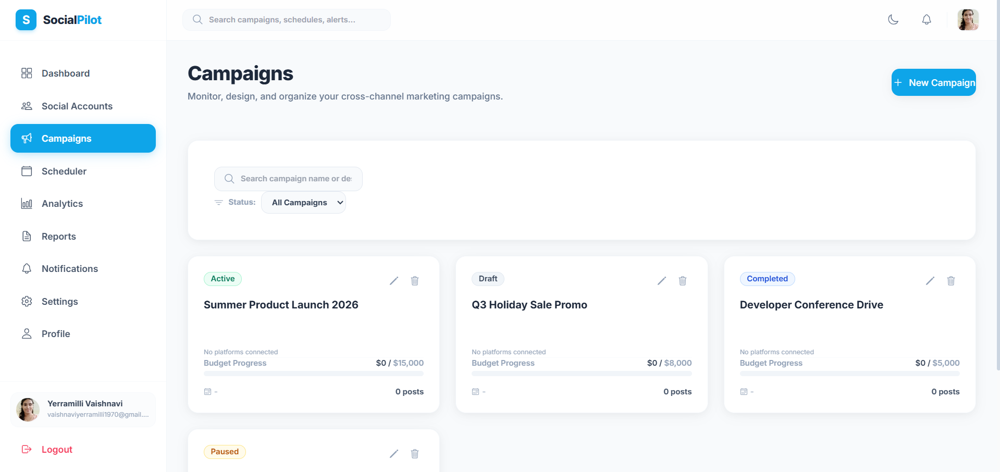 S SocialPilot
Search campaigns, schedules, alerts...
Dashboard
Social Accounts
Campaigns
Scheduler
Analytics
Reports
Notifications
Settings
Profile
Yerramilli Vaishnavi
vaishnaviyerramilli1970@gmail....
Logout
Campaigns
Monitor, design, and organize your cross-channel marketing campaigns.
+ New Campaign
Search campaign name or de
Status: All Campaigns
Active
Summer Product Launch 2026
No platforms connected
Budget Progress $0 / $15,000
- 0 posts
Draft
Q3 Holiday Sale Promo
No platforms connected
Budget Progress $0 / $8,000
- 0 posts
Completed
Developer Conference Drive
No platforms connected
Budget Progress $0 / $5,000
- 0 posts
Paused